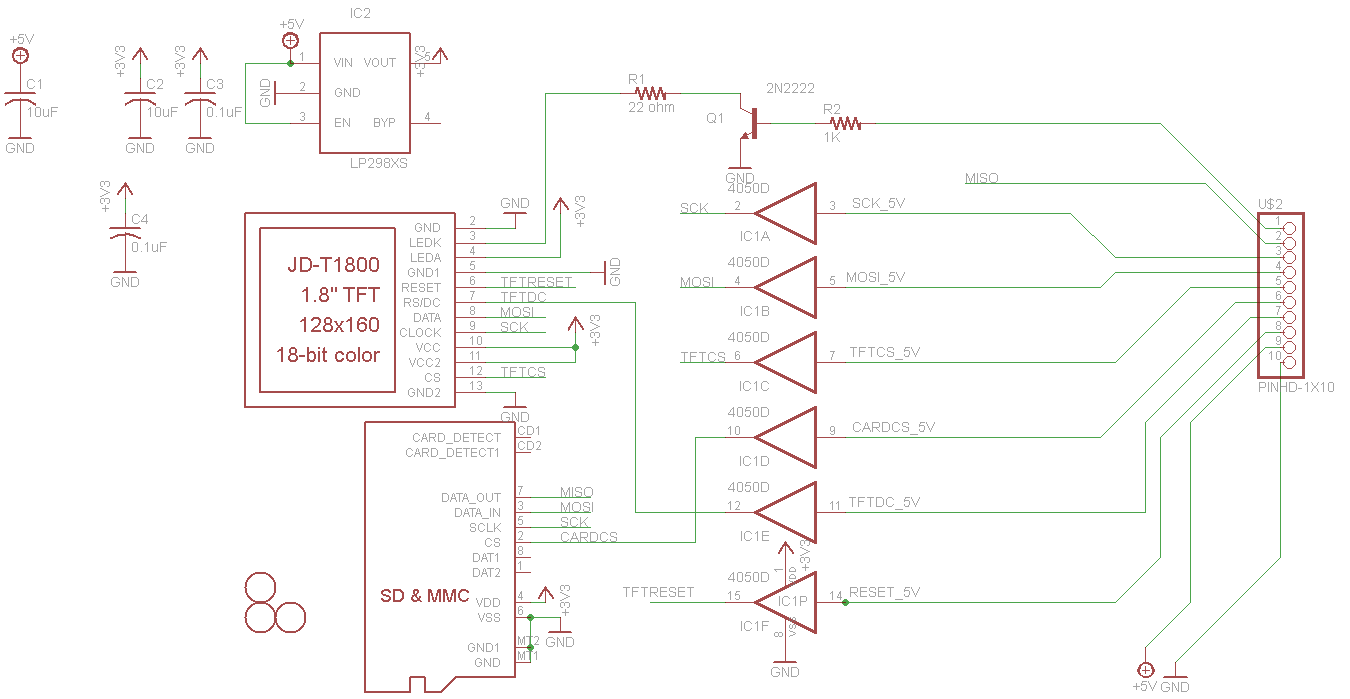 IC2
+5V
+5V
+3V3
+3V3
+3V3
C1
10uF
GND
C2
10uF
GND
C3
0.1uF
GND
1
VIN
VOUT
5
GND
2
GND
3
EN
BYP
4
LP298XS
R1
22 ohm
2N2222
Q1
GND
R2
1K
+3V3
C4
0.1uF
GND
MISO
U$2
1
2
3
4
5
6
7
8
9
10
PINHD-1X10
JD-T1800
1.8" TFT
128x160
18-bit color
GND 2
GND
LEDK 3
LEDA 4
+3V3
GND1 5
GND
RESET 6 TFTRESET
RS/DC 7 TFTDC
DATA 8 MOSI
CLOCK 9 SCK
VCC 10
+3V3
VCC2 11
CS 12 TFTCS
GND2 13
GND
4050D
SCK 2 3 SCK_5V
IC1A
4050D
MOSI 4 5 MOSI_5V
IC1B
4050D
TFTCS 6 7 TFTCS_5V
IC1C
4050D
10 9 CARDCS_5V
IC1D
4050D
12 11 TFTDC_5V
IC1E
+3V3
1
VDD
4050D
TFTRESET 15 IC1P 14 RESET_5V
IC1F
8
VSS
GND
CARD_DETECT CD1
CARD_DETECT1 CD2
DATA_OUT 7 MISO
DATA_IN 3 MOSI
SCLK 5 SCK
CS 2 CARDCS
DAT1 8
DAT2 1
SD & MMC
VDD 4
+3V3
VSS 6
GND
GND1 MT2
GND MT1
+5V
GND